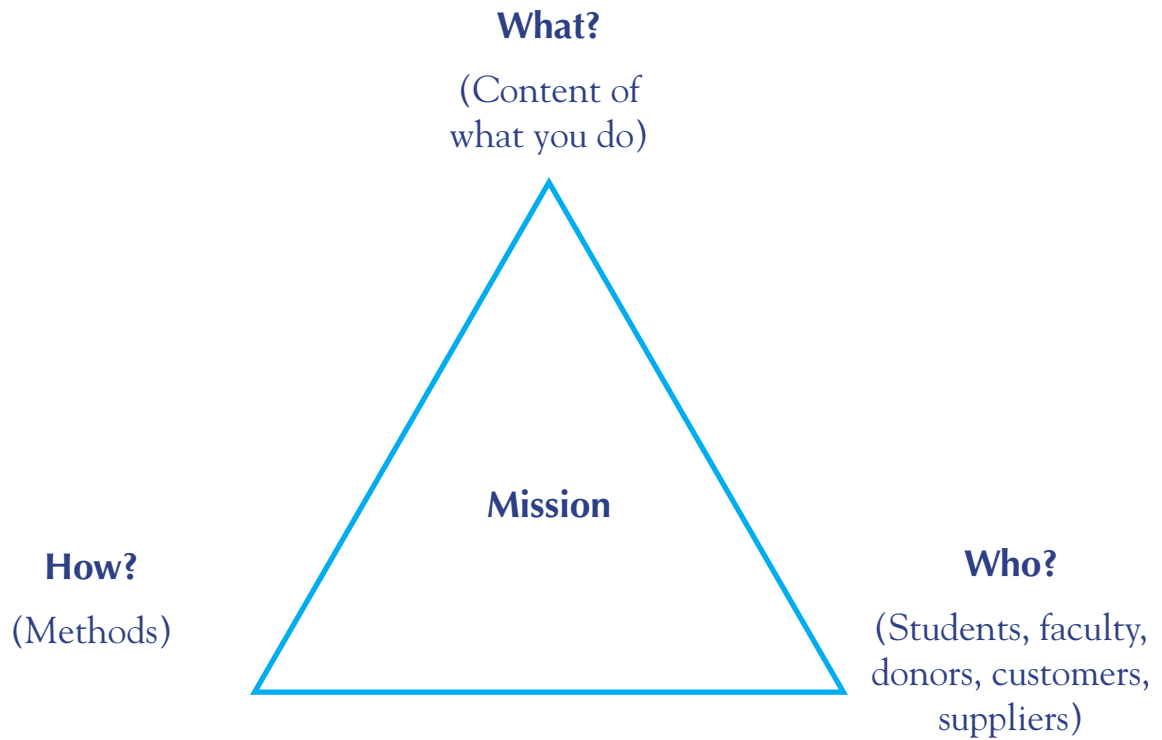 What?
(Content of
what you do)
Mission
How?
(Methods)
Who?
(Students, faculty,
donors, customers,
suppliers)